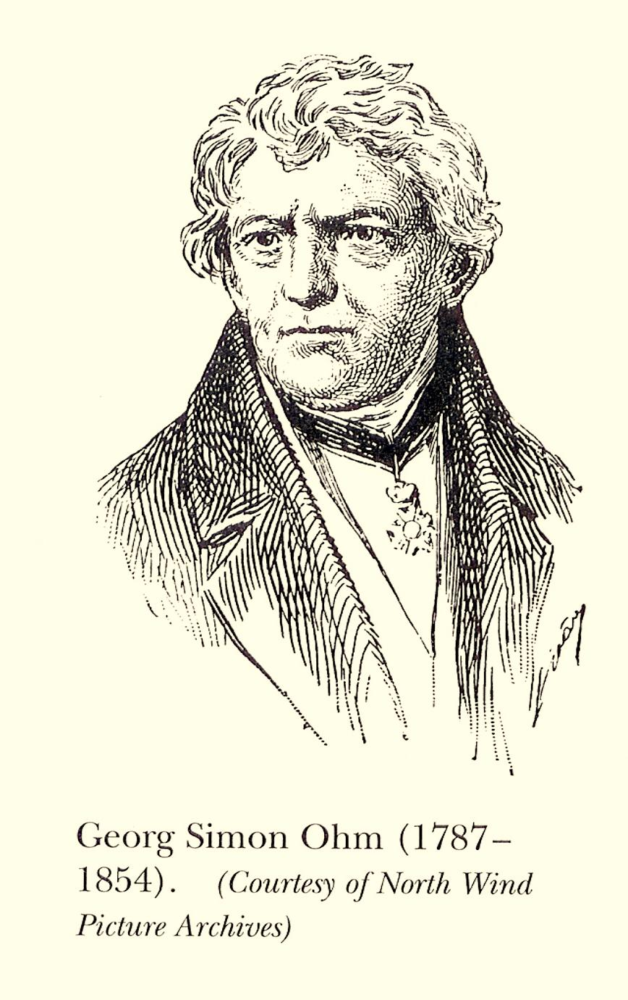 Georg Simon Ohm (1787–
1854). (Courtesy of North Wind
Picture Archives)